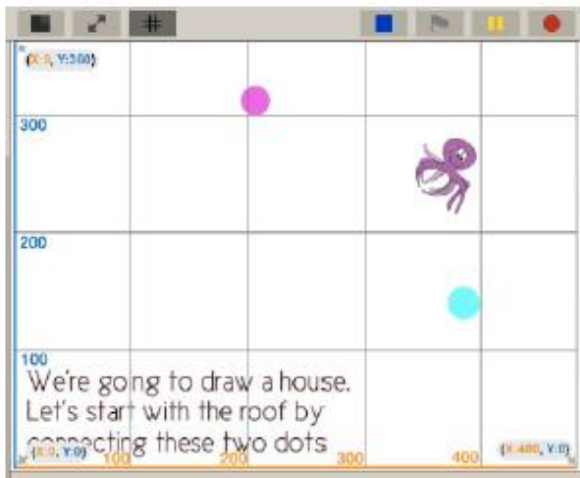 (X:0, Y:360)
300
200
100
We're going to draw a house.
Let's start with the roof by
connecting these two dots
(X:0, Y:0)
100
200
300
400
(X:480, Y:0)